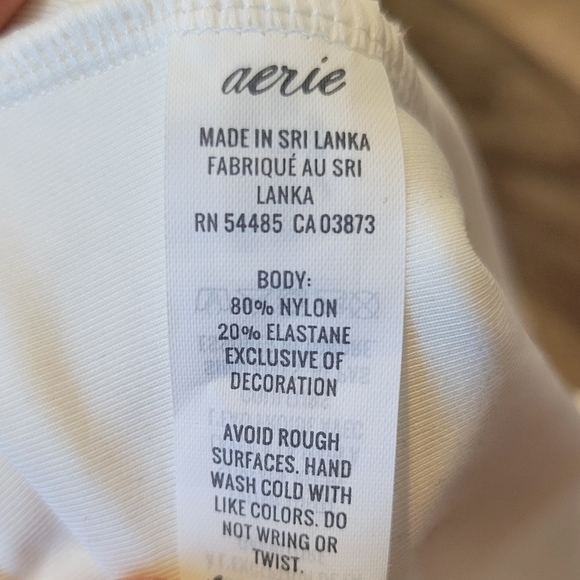 aerie
MADE IN SRI LANKA
FABRIQUÉ AU SRI
LANKA
RN 54485 CA 03873
BODY:
80% NYLON
20% ELASTANE
EXCLUSIVE OF
DECORATION
AVOID ROUGH
SURFACES. HAND
WASH COLD WITH
LIKE COLORS. DO
NOT WRING OR
TWIST.